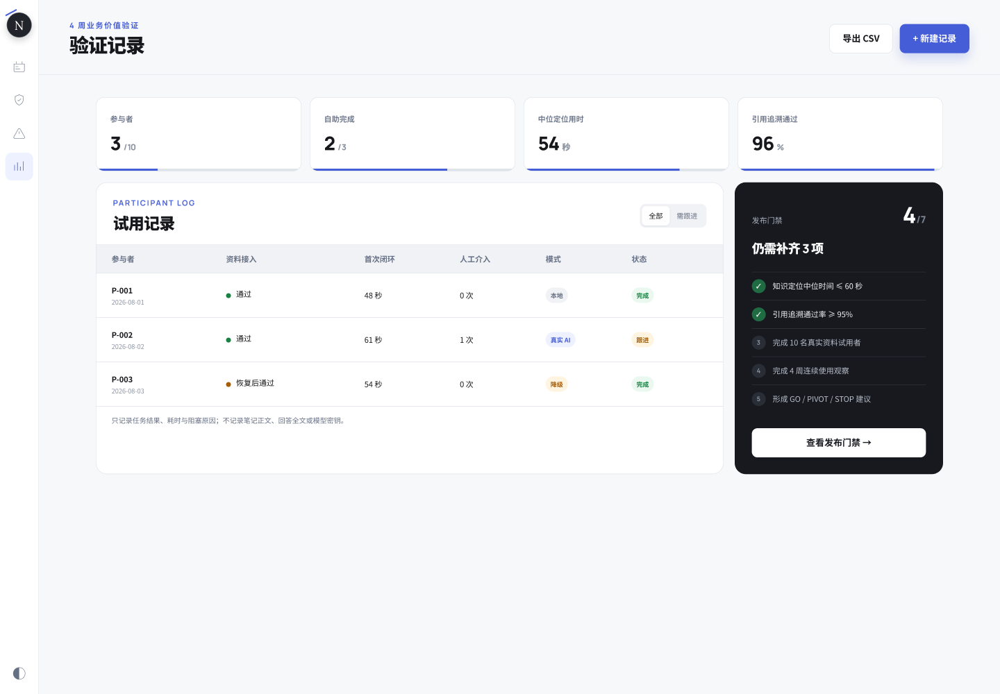 N
4 周业务价值验证
验证记录
导出 CSV
+ 新建记录
参与者
3 /10
自助完成
2 /3
中位定位用时
54 秒
引用追溯通过
96 %
PARTICIPANT LOG
试用记录
全部 需跟进
参与者 资料接入 首次闭环 人工介入 模式 状态
P-001
2026-08-01
通过 48 秒 0 次 本地 完成
P-002
2026-08-02
通过 61 秒 1 次 真实 AI 跟进
P-003
2026-08-03
恢复后通过 54 秒 0 次 降级 完成
只记录任务结果、耗时与阻塞原因；不记录笔记正文、回答全文或模型密钥。
发布门禁 4/7
仍需补齐 3 项
✓ 知识定位中位时间 ≤ 60 秒
✓ 引用追溯通过率 ≥ 95%
3 完成 10 名真实资料试用者
4 完成 4 周连续使用观察
5 形成 GO / PIVOT / STOP 建议
查看发布门禁 →